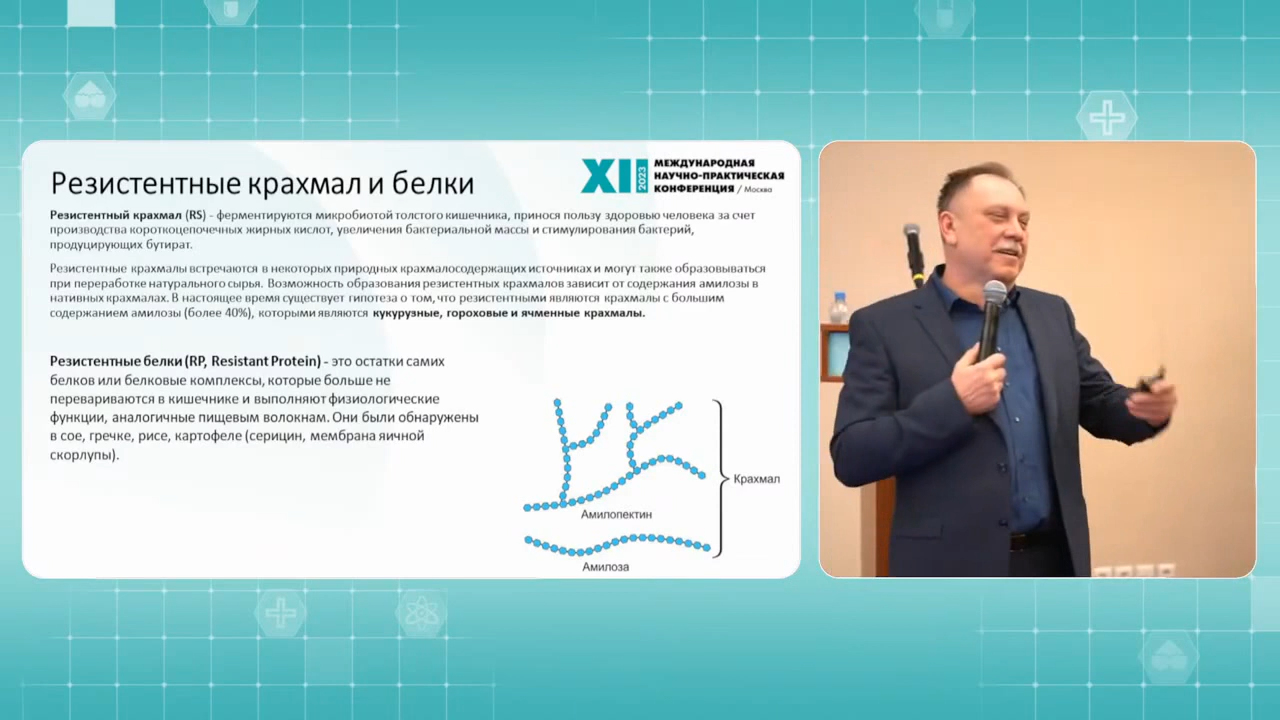 Резистентные крахмал и белки
XII 2023 МЕЖДУНАРОДНАЯ
НАУЧНО-ПРАКТИЧЕСКАЯ
КОНФЕРЕНЦИЯ / Москва
Резистентный крахмал (RS) - ферментируются микробиотой толстого кишечника, принося пользу здоровью человека за счет
производства короткоцепочечных жирных кислот, увеличения бактериальной массы и стимулирования бактерий,
продуцирующих бутират.
Резистентные крахмалы встречаются в некоторых природных крахмалосодержащих источниках и могут также образовываться
при переработке натурального сырья. Возможность образования резистентных крахмалов зависит от содержания амилозы в
нативных крахмалах. В настоящее время существует гипотеза о том, что резистентными являются крахмалы с большим
содержанием амилозы (более 40%), которыми являются кукурузные, гороховые и ячменные крахмалы.
Резистентные белки (RP, Resistant Protein) - это остатки самих
белков или белковые комплексы, которые больше не
перевариваются в кишечнике и выполняют физиологические
функции, аналогичные пищевым волокнам. Они были обнаружены
в сое, гречке, рисе, картофеле (серицин, мембрана яичной
скорлупы).
Крахмал
Амилопектин
Амилоза